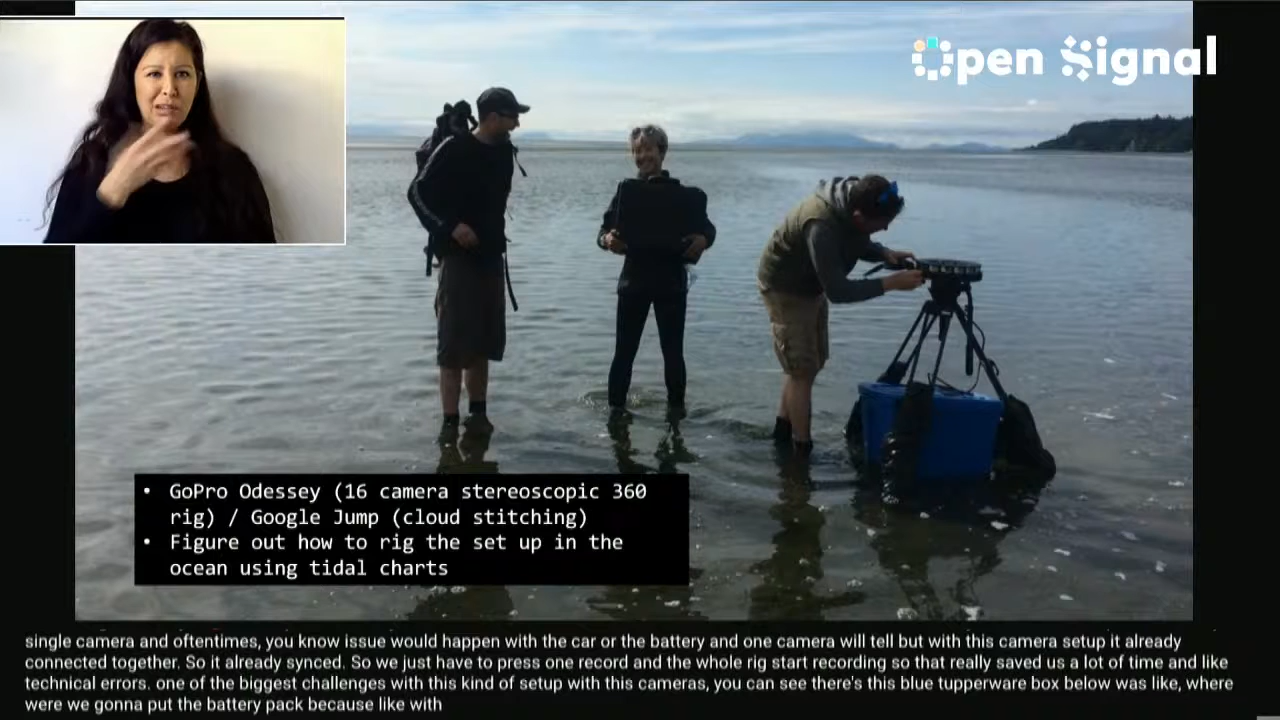 Open Signal
• GoPro Odessey (16 camera stereoscopic 360
rig) / Google Jump (cloud stitching)
• Figure out how to rig the set up in the
ocean using tidal charts
single camera and oftentimes, you know issue would happen with the car or the battery and one camera will tell but with this camera setup it already
connected together. So it already synced. So we just have to press one record and the whole rig start recording so that really saved us a lot of time and like
technical errors. one of the biggest challenges with this kind of setup with this cameras, you can see there's this blue tupperware box below was like, where
were we gonna put the battery pack because like with